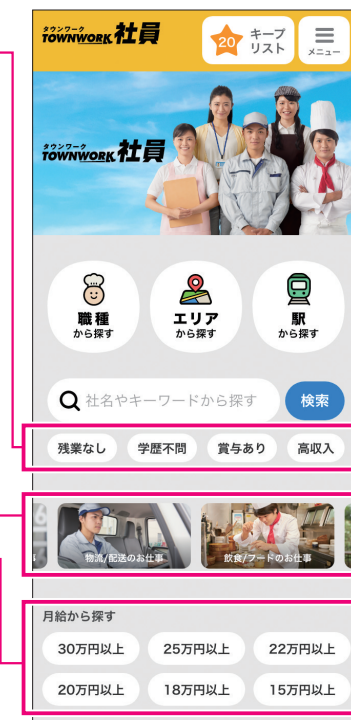 タウンワーク
TOWNWORK 社員
20
キープ
リスト
メニュー
タウンワーク
TOWNWORK 社員
職種
から探す
エリア
から探す
駅
から探す
社名やキーワードから探す
検索
残業なし 学歴不問 賞与あり 高収入
物流/配送のお仕事
飲食/フードのお仕事
月給から探す
30万円以上 25万円以上 22万円以上
20万円以上 18万円以上 15万円以上